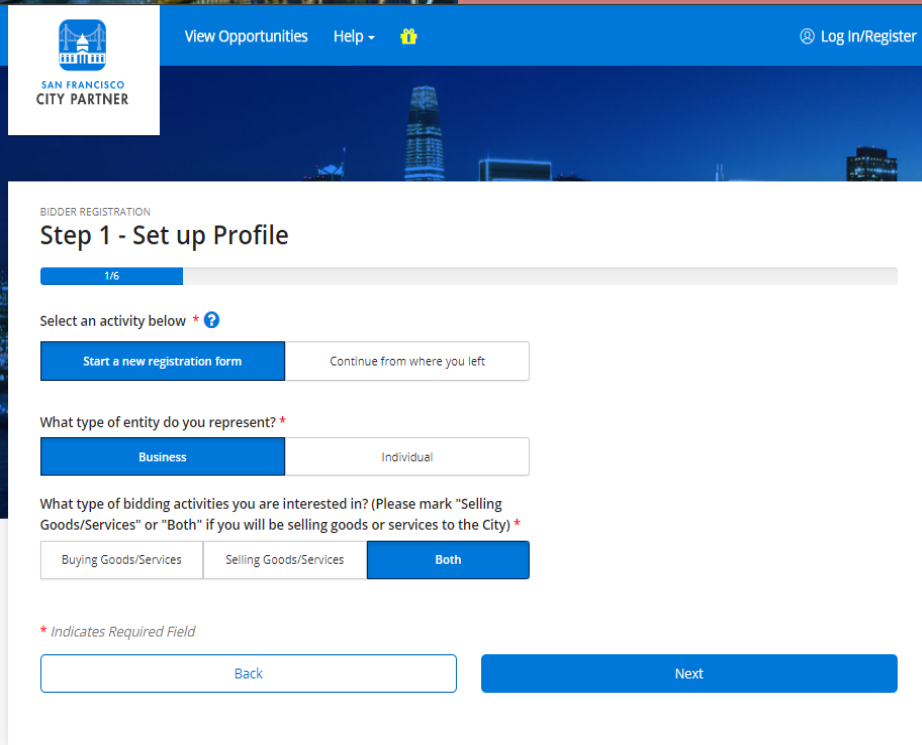 View Opportunities Help Log In/Register
SAN FRANCISCO
CITY PARTNER
BIDDER REGISTRATION
Step 1 - Set up Profile
1/6
Select an activity below * ?
Start a new registration form Continue from where you left
What type of entity do you represent? *
Business Individual
What type of bidding activities you are interested in? (Please mark "Selling
Goods/Services" or "Both" if you will be selling goods or services to the City) *
Buying Goods/Services Selling Goods/Services Both
* Indicates Required Field
Back Next